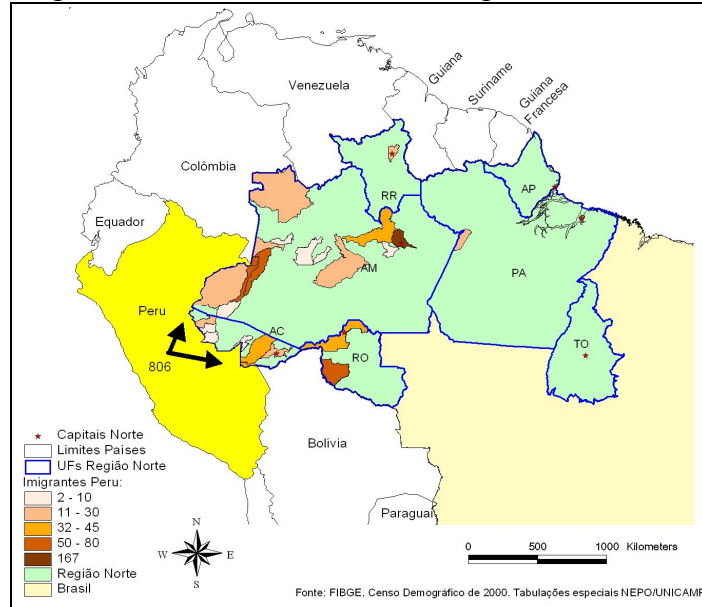 Venezuela
Guiana
Suriname
Guiana
Francesa
Colômbia
Equador
RR
AP
AM
PA
Peru
806
AC
RO
TO
Bolívia
Paraguai
Capitais Norte
Limites Países
UFs Região Norte
Imigrantes Peru:
2 - 10
11 - 30
32 - 45
50 - 80
167
Região Norte
Brasil
N
W
E
S
0 500 1000 Kilometers
Fonte: FIBGE, Censo Demográfico de 2000. Tabulações especiais NEPO/UNICAMP